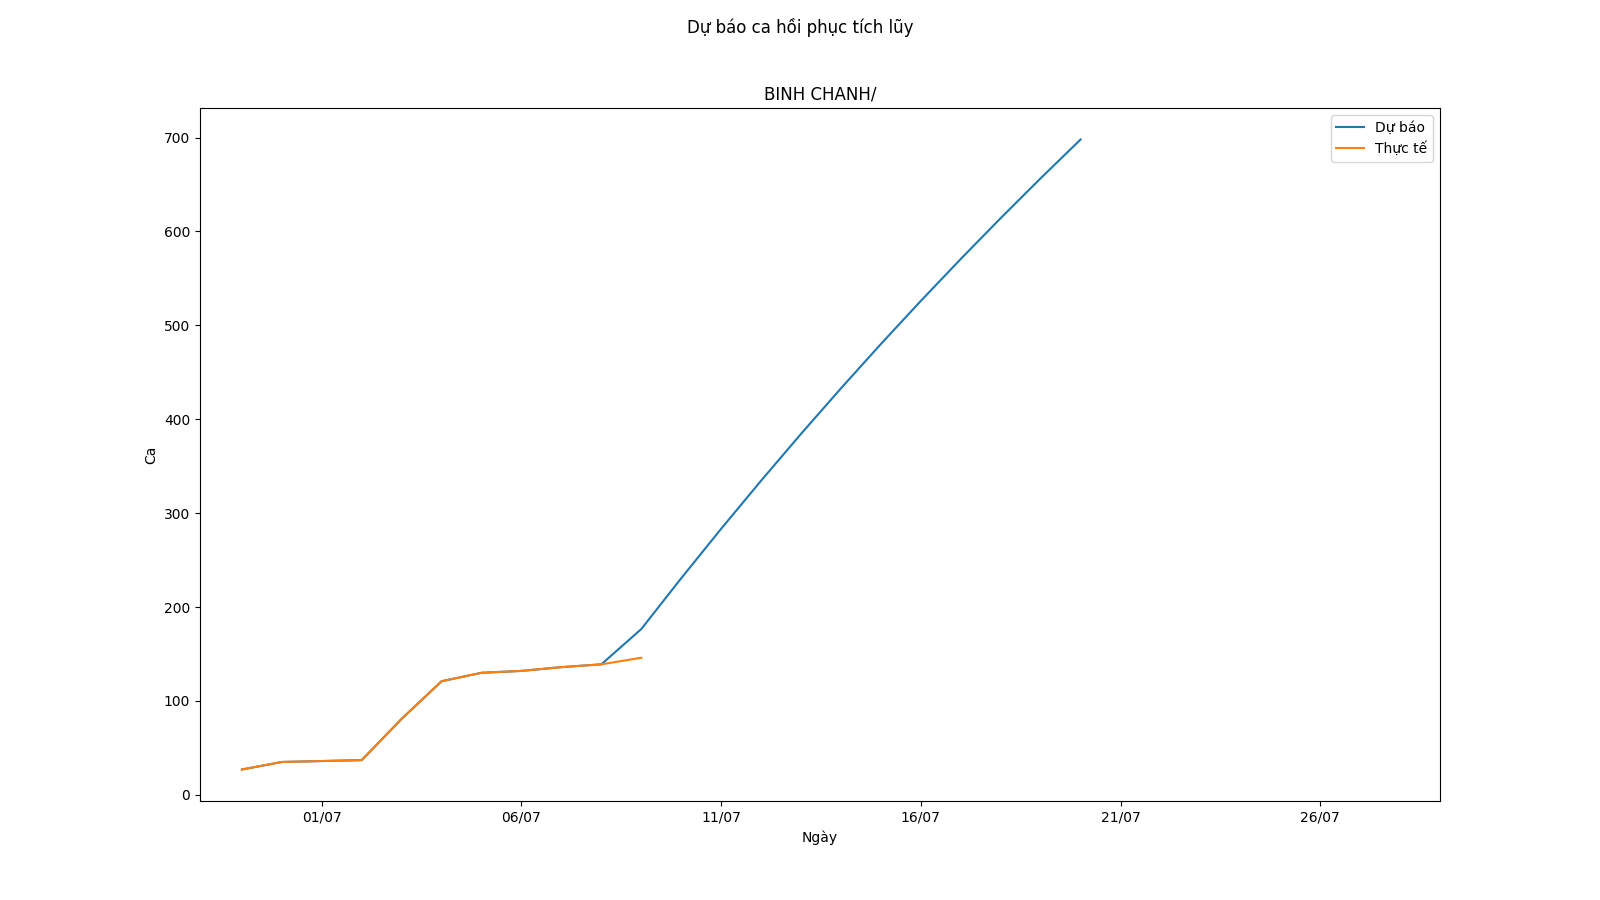 Dự báo ca hồi phục tích lũy
BINH CHANH/
Dự báo
Thực tế
700
600
500
400
300
200
100
0
Ca
01/07 06/07 11/07 16/07 21/07 26/07
Ngày